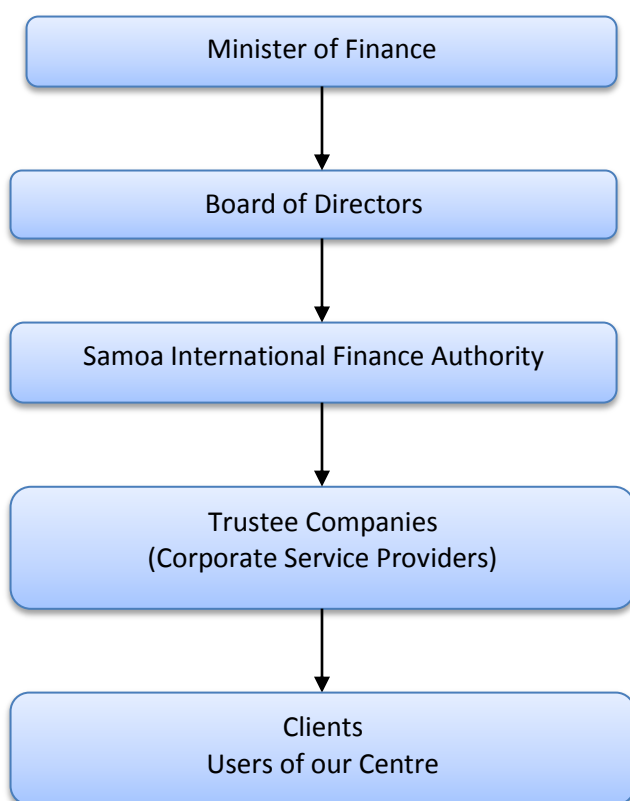 Minister of Finance
Board of Directors
Samoa International Finance Authority
Trustee Companies
(Corporate Service Providers)
Clients
Users of our Centre